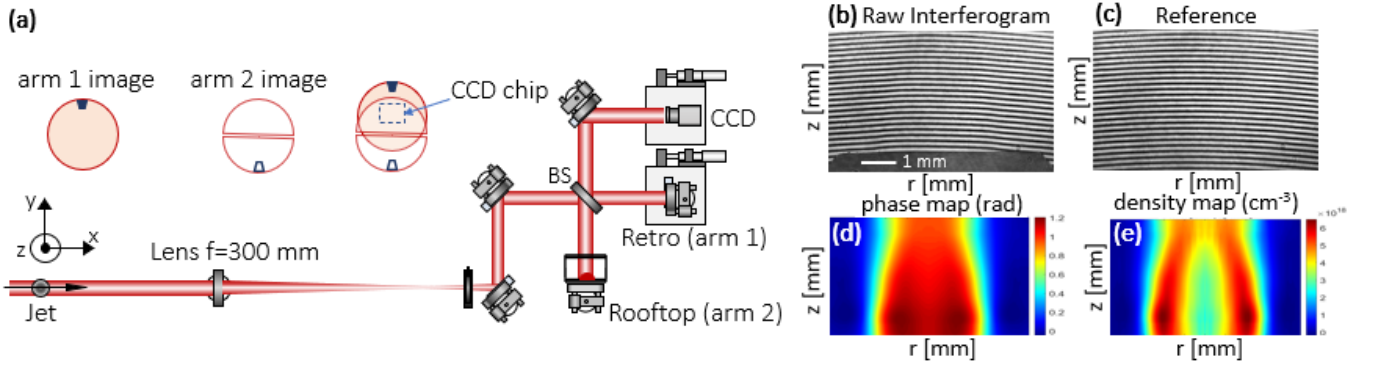 (a)
arm 1 image
arm 2 image
CCD chip
CCD
BS
Retro (arm 1)
Rooftop (arm 2)
y
z
x
Lens f=300 mm
Jet
(b)
Raw Interferogram
z [mm]
1 mm
r [mm]
(c)
Reference
z [mm]
r [mm]
phase map (rad)
(d)
z [mm]
r [mm]
1.2
1
0.8
0.6
0.4
0.2
0
density map (cm⁻³)
(e)
z [mm]
r [mm]
×10¹⁶
6
5
4
3
2
1
0